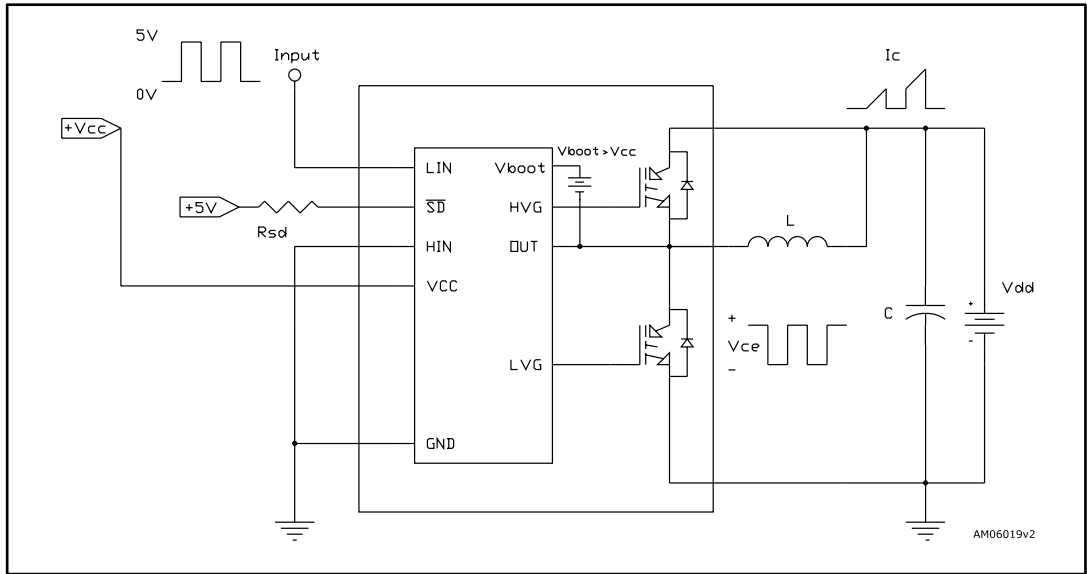 5V
Input
Ic
0V
+Vcc
Vboot>Vcc
LIN
Vboot
+5V
SD
HVG
Rsd
L
HIN
OUT
VCC
Vdd
+
+
C
Vce
-
-
LVG
GND
AM06019v2